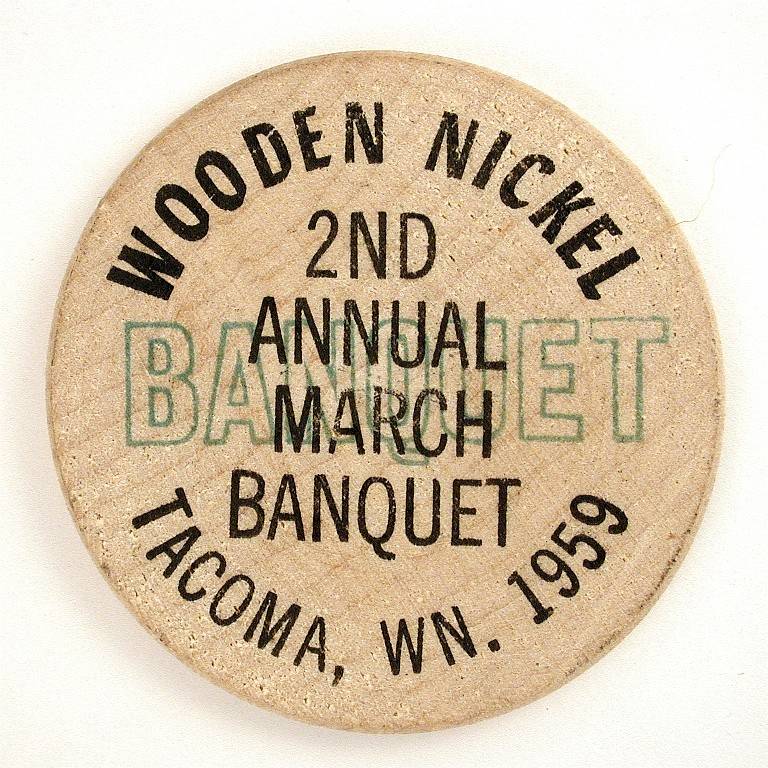 WOODEN NICKEL
2ND
ANNUAL
BANQUET
MARCH
BANQUET
TACOMA, WN. 1959